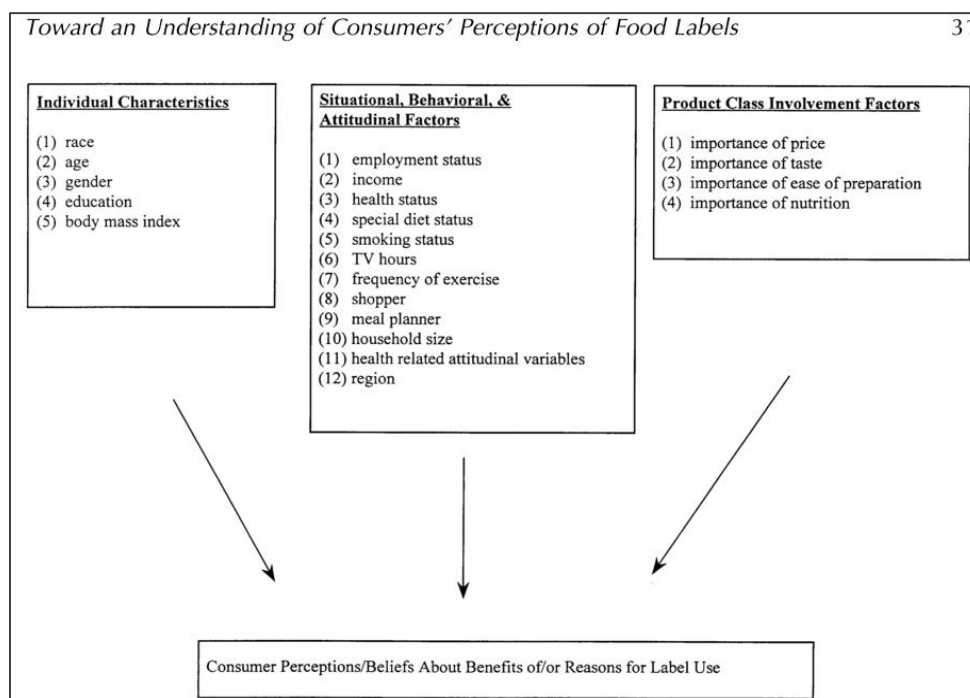 Toward an Understanding of Consumers' Perceptions of Food Labels 31
Individual Characteristics
(1) race
(2) age
(3) gender
(4) education
(5) body mass index
Situational, Behavioral, &
Attitudinal Factors
(1) employment status
(2) income
(3) health status
(4) special diet status
(5) smoking status
(6) TV hours
(7) frequency of exercise
(8) shopper
(9) meal planner
(10) household size
(11) health related attitudinal variables
(12) region
Product Class Involvement Factors
(1) importance of price
(2) importance of taste
(3) importance of ease of preparation
(4) importance of nutrition
Consumer Perceptions/Beliefs About Benefits of/or Reasons for Label Use